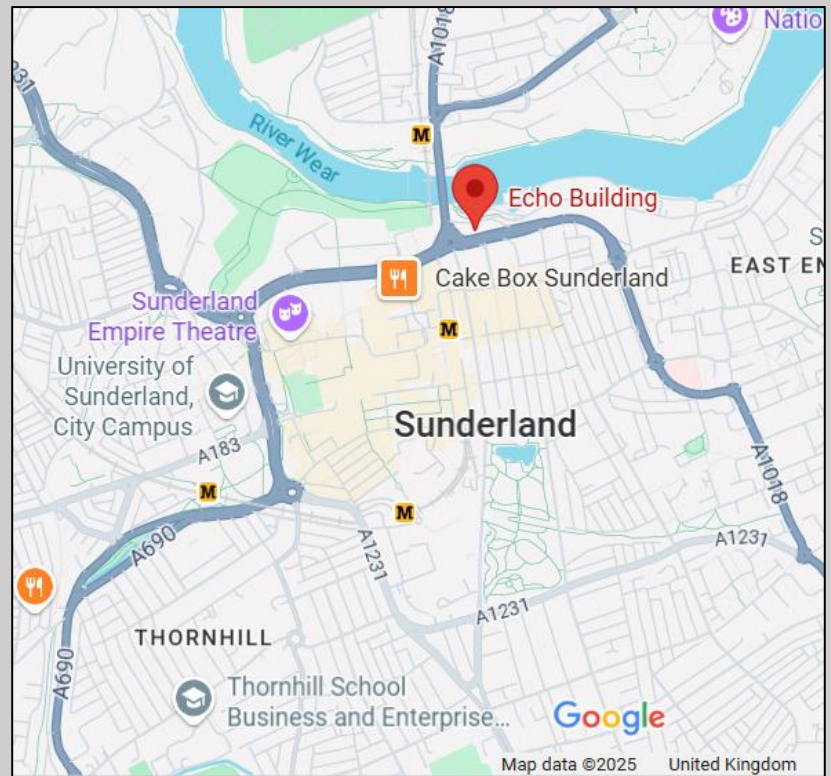 A1018
Natio
231
River Wear
M
Echo Building
S
EAST EN
Cake Box Sunderland
Sunderland
Empire Theatre
M
University of
Sunderland,
City Campus
Sunderland
A183
M
M
A1018
A690
A1231
A1231
A1231
THORNHILL
A690
Thornhill School
Business and Enterprise...
Google
Map data ©2025
United Kingdom